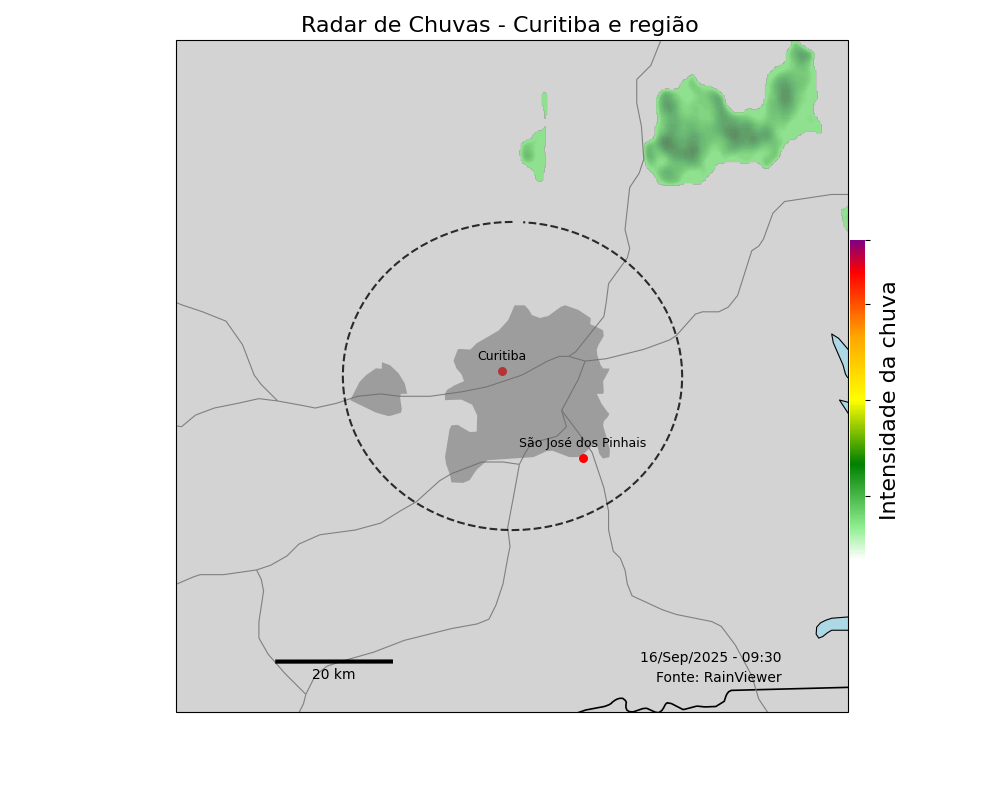 Radar de Chuvas - Curitiba e região
Curitiba
São José dos Pinhais
Intensidade da chuva
16/Sep/2025 - 09:30
Fonte: RainViewer
20 km